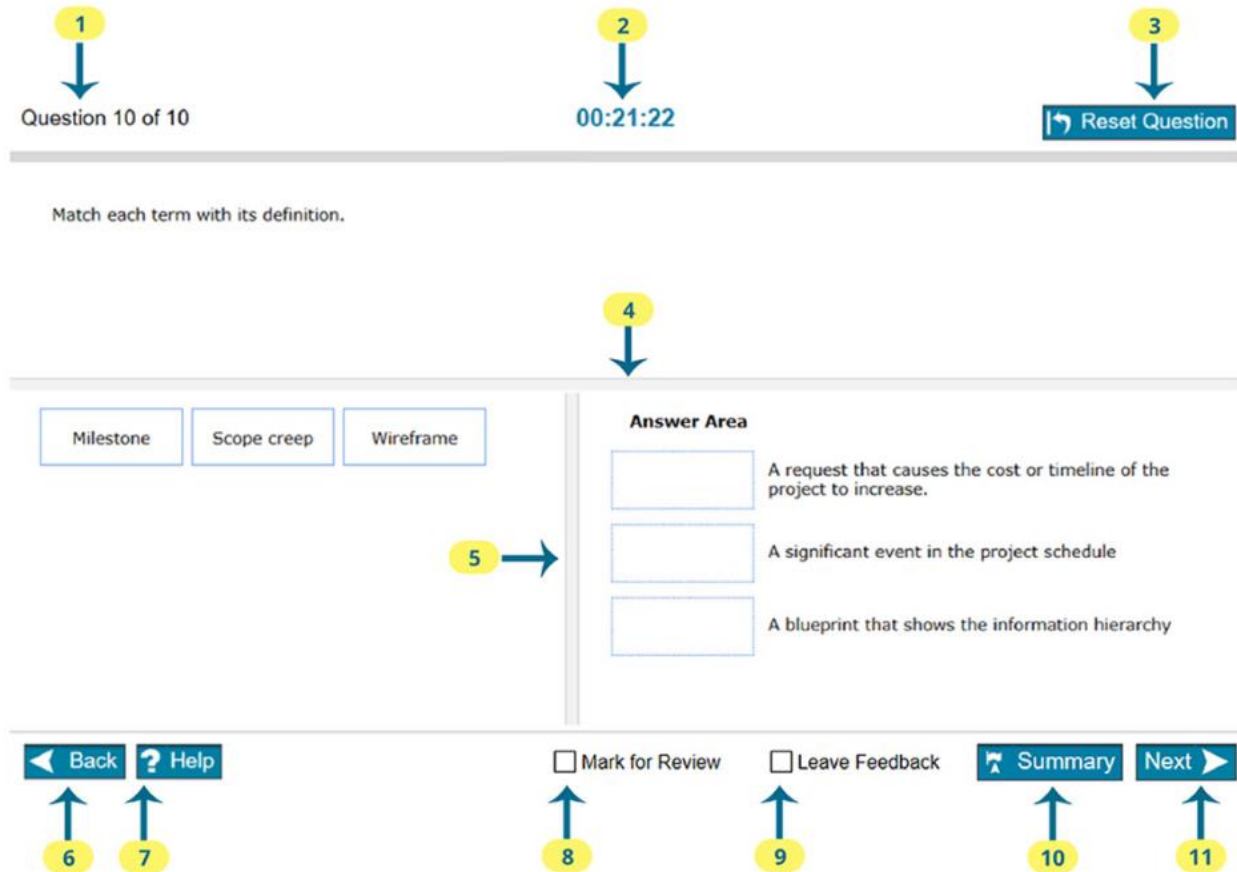 1 2 3
Question 10 of 10 00:21:22 Reset Question
Match each term with its definition.
4
Milestone Scope creep Wireframe
Answer Area
A request that causes the cost or timeline of the
project to increase.
5
A significant event in the project schedule
A blueprint that shows the information hierarchy
Back ? Help Mark for Review Leave Feedback Summary Next
6 7 8 9 10 11